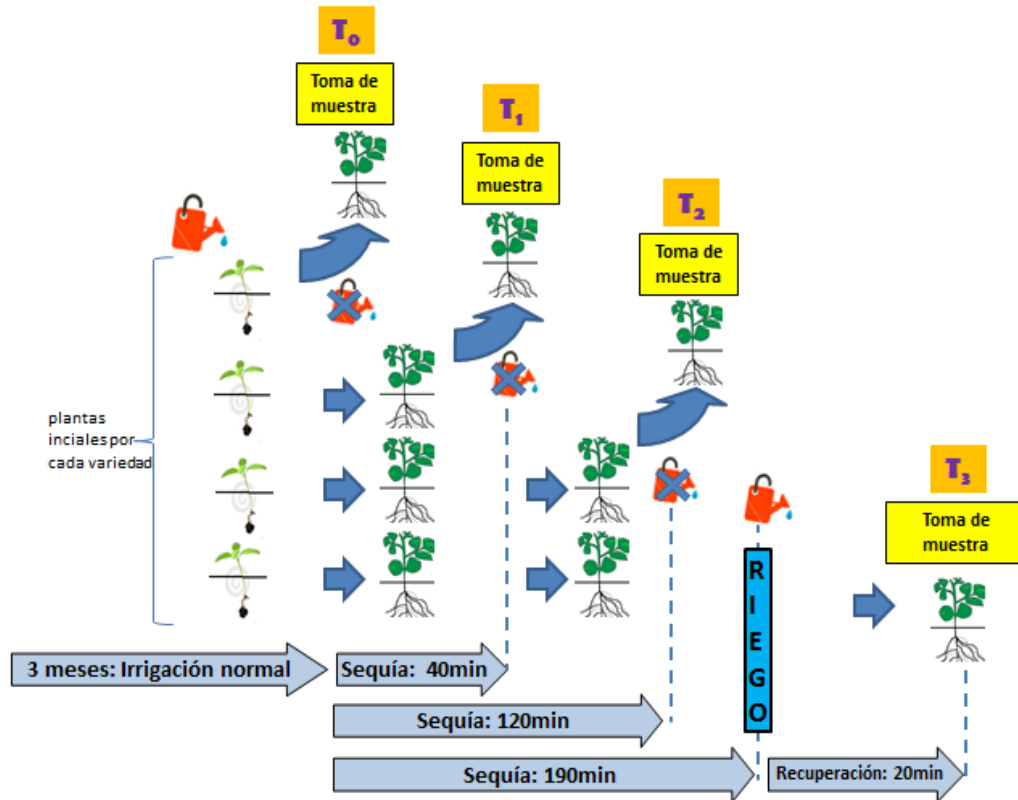 T₀
Toma de
muestra
T₁
Toma de
muestra
T₂
Toma de
muestra
plantas
inciales por
cada variedad
T₃
Toma de
muestra
R
I
E
G
O
3 meses: Irrigación normal
Sequía: 40min
Sequía: 120min
Sequía: 190min
Recuperación: 20min